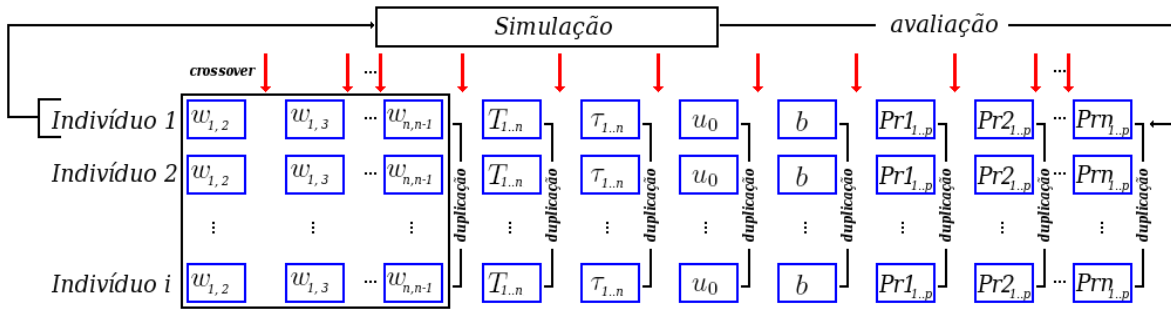 Simulação avaliação
crossover ...
Indivíduo 1 w1,2 w1,3 ... wn,n-1 T1..n τ1..n u0 b Pr11..p Pr21..p ... Prn1..p
Indivíduo 2 w1,2 w1,3 ... wn,n-1 T1..n τ1..n u0 b Pr11..p Pr21..p ... Prn1..p
duplicação duplicação duplicação duplicação duplicação duplicação duplicação duplicação
⋮ ⋮ ⋮ ⋮ ⋮ ⋮ ⋮ ⋮ ⋮ ⋮
Indivíduo i w1,2 w1,3 ... wn,n-1 T1..n τ1..n u0 b Pr11..p Pr21..p ... Prn1..p